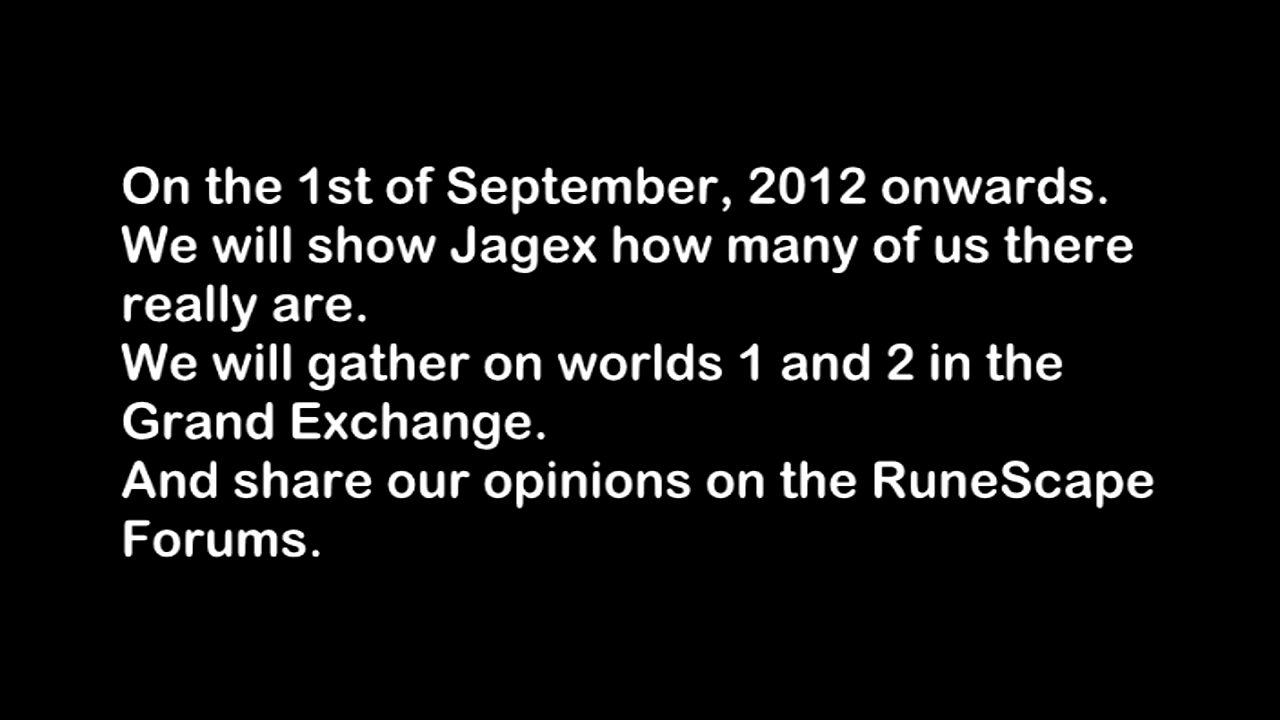 On the 1st of September, 2012 onwards.
We will show Jagex how many of us there
really are.
We will gather on worlds 1 and 2 in the
Grand Exchange.
And share our opinions on the RuneScape
Forums.